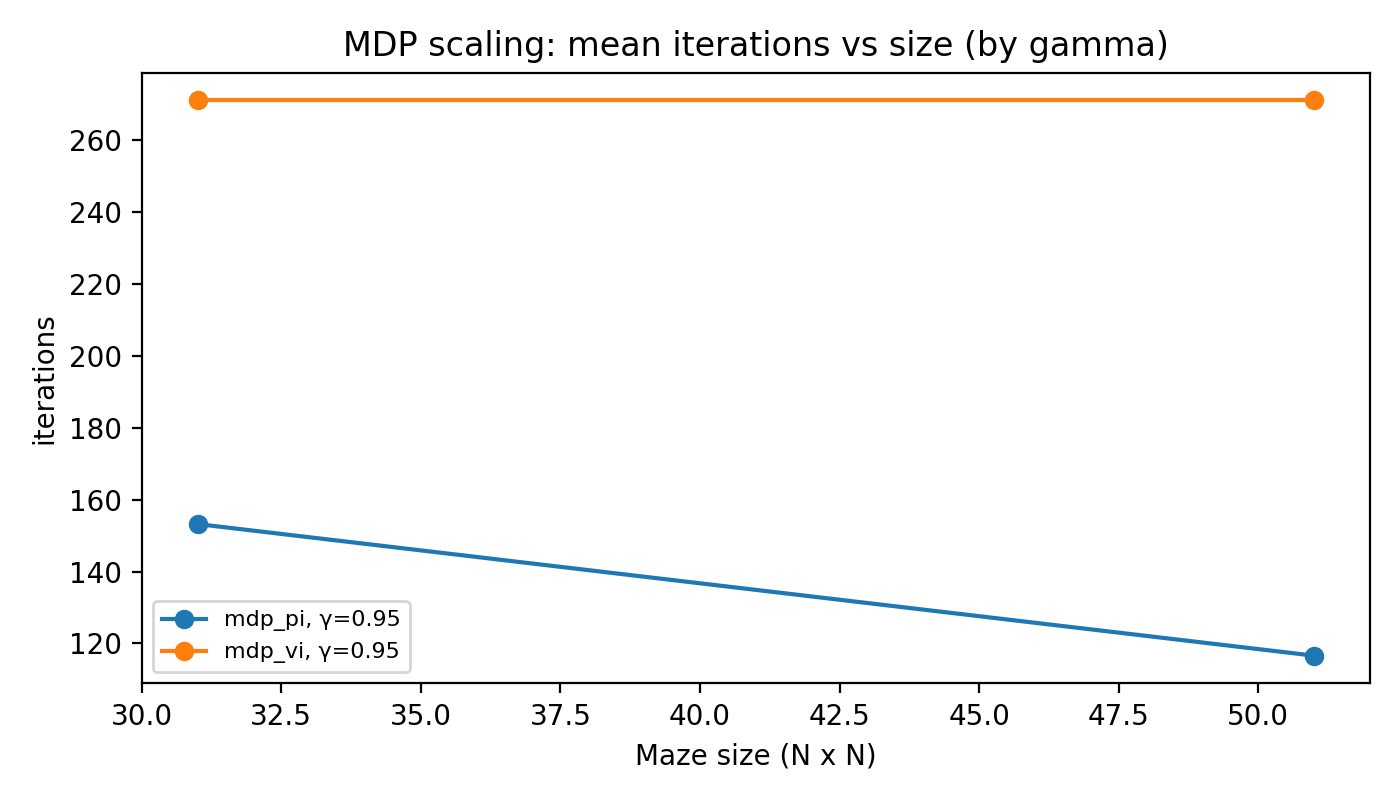 MDP scaling: mean iterations vs size (by gamma)
260
240
220
200
180
160
140
120
iterations
mdp_pi, γ=0.95
mdp_vi, γ=0.95
30.0 32.5 35.0 37.5 40.0 42.5 45.0 47.5 50.0
Maze size (N x N)